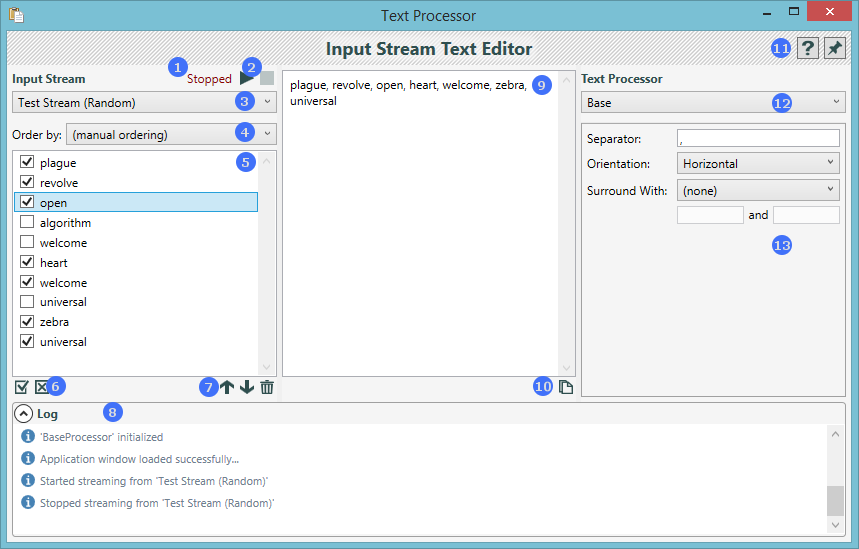 Text Processor
Input Stream Text Editor
11
?
Input Stream
1
Stopped
2
Test Stream (Random)
3
Order by:
(manual ordering)
4
5
plague
revolve
open
algorithm
welcome
heart
welcome
universal
zebra
universal
6
7
plague, revolve, open, heart, welcome, zebra,
universal
9
10
Text Processor
Base
12
Separator:
,
Orientation:
Horizontal
Surround With:
(none)
and
13
Log
8
'BaseProcessor' initialized
Application window loaded successfully...
Started streaming from 'Test Stream (Random)'
Stopped streaming from 'Test Stream (Random)'